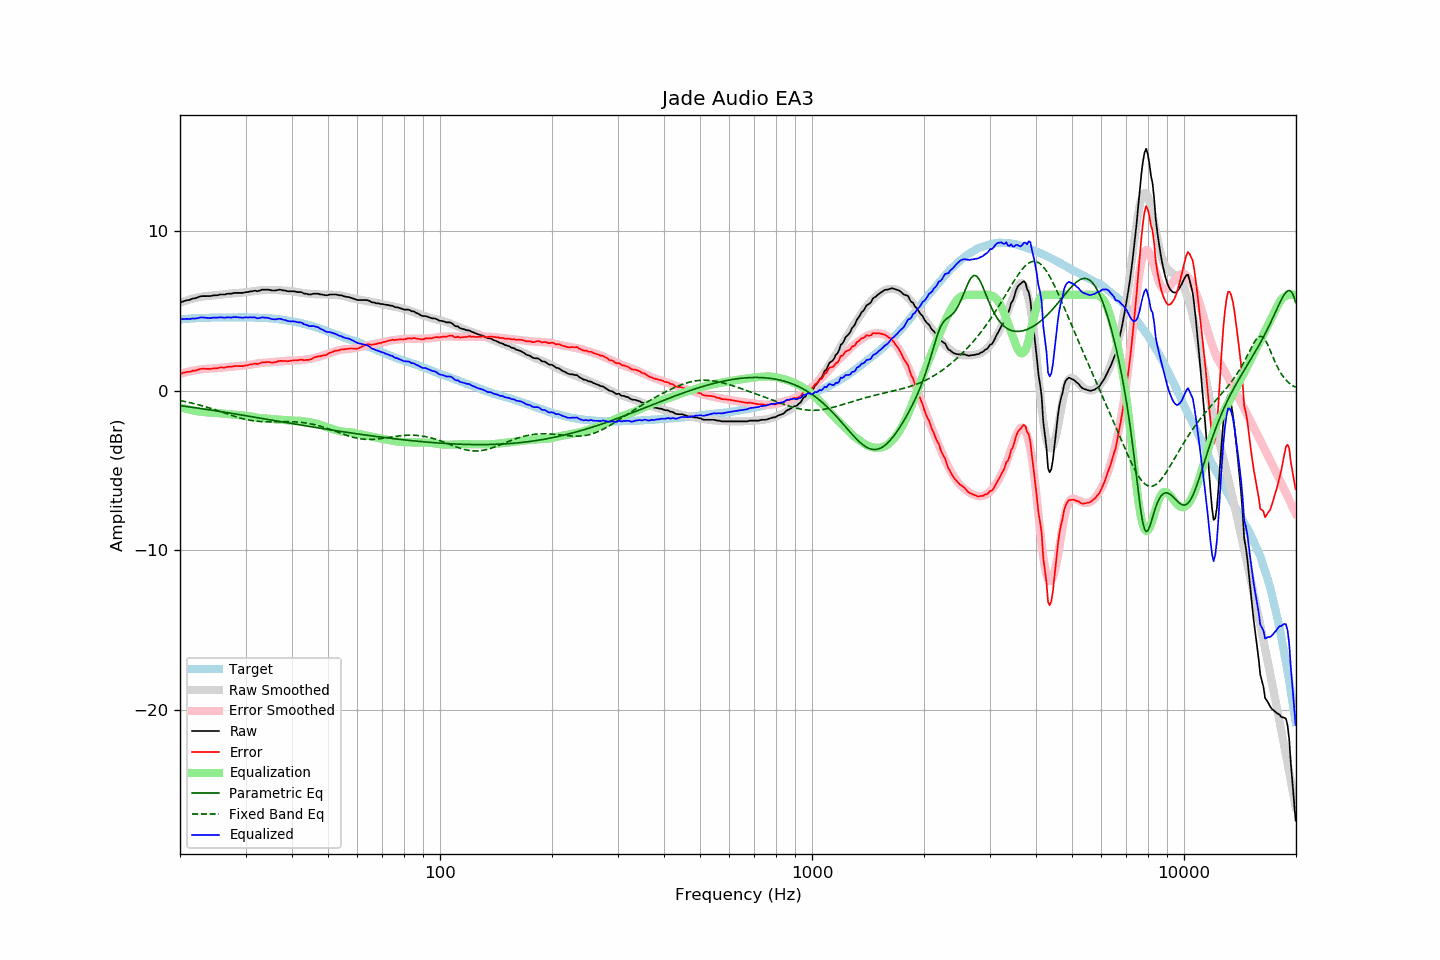 Jade Audio EA3
Amplitude (dBr)
10
0
−10
−20
Target
Raw Smoothed
Error Smoothed
Raw
Error
Equalization
Parametric Eq
Fixed Band Eq
Equalized
100
1000
10000
Frequency (Hz)